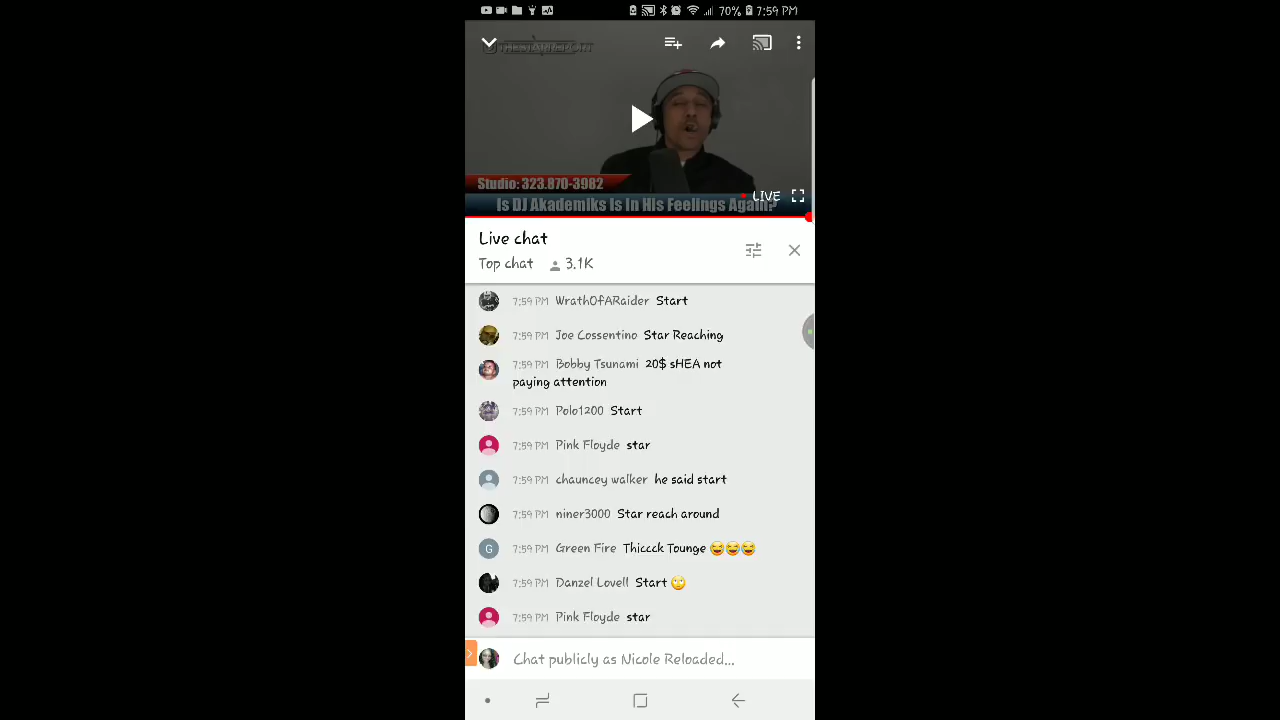 70% 7:59 PM
THESTARREPORT
Studio: 323.870-3982
LIVE
Is DJ Akademiks Is In His Feelings Again?
Live chat
Top chat 3.1K
7:59 PM WrathOfARaider Start
7:59 PM Joe Cossentino Star Reaching
7:59 PM Bobby Tsunami 20$ sHEA not
paying attention
7:59 PM Polo1200 Start
7:59 PM Pink Floyde star
7:59 PM chauncey walker he said start
7:59 PM niner3000 Star reach around
G 7:59 PM Green Fire Thiccck Tounge 😂😂😂
7:59 PM Danzel Lovell Start 🙄
7:59 PM Pink Floyde star
Chat publicly as Nicole Reloaded...